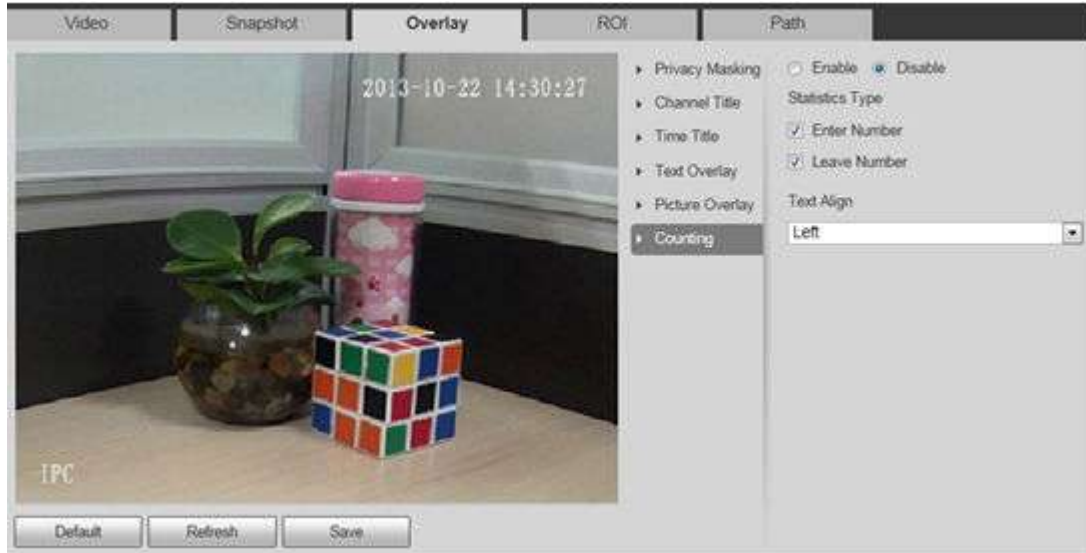 Video Snapshot Overlay ROI Path
2013-10-22 14:30:27
IPC
Privacy Masking
Channel Title
Time Title
Text Overlay
Picture Overlay
Counting
Enable Disable
Statistics Type
Enter Number
Leave Number
Text Align
Left
Default Refresh Save